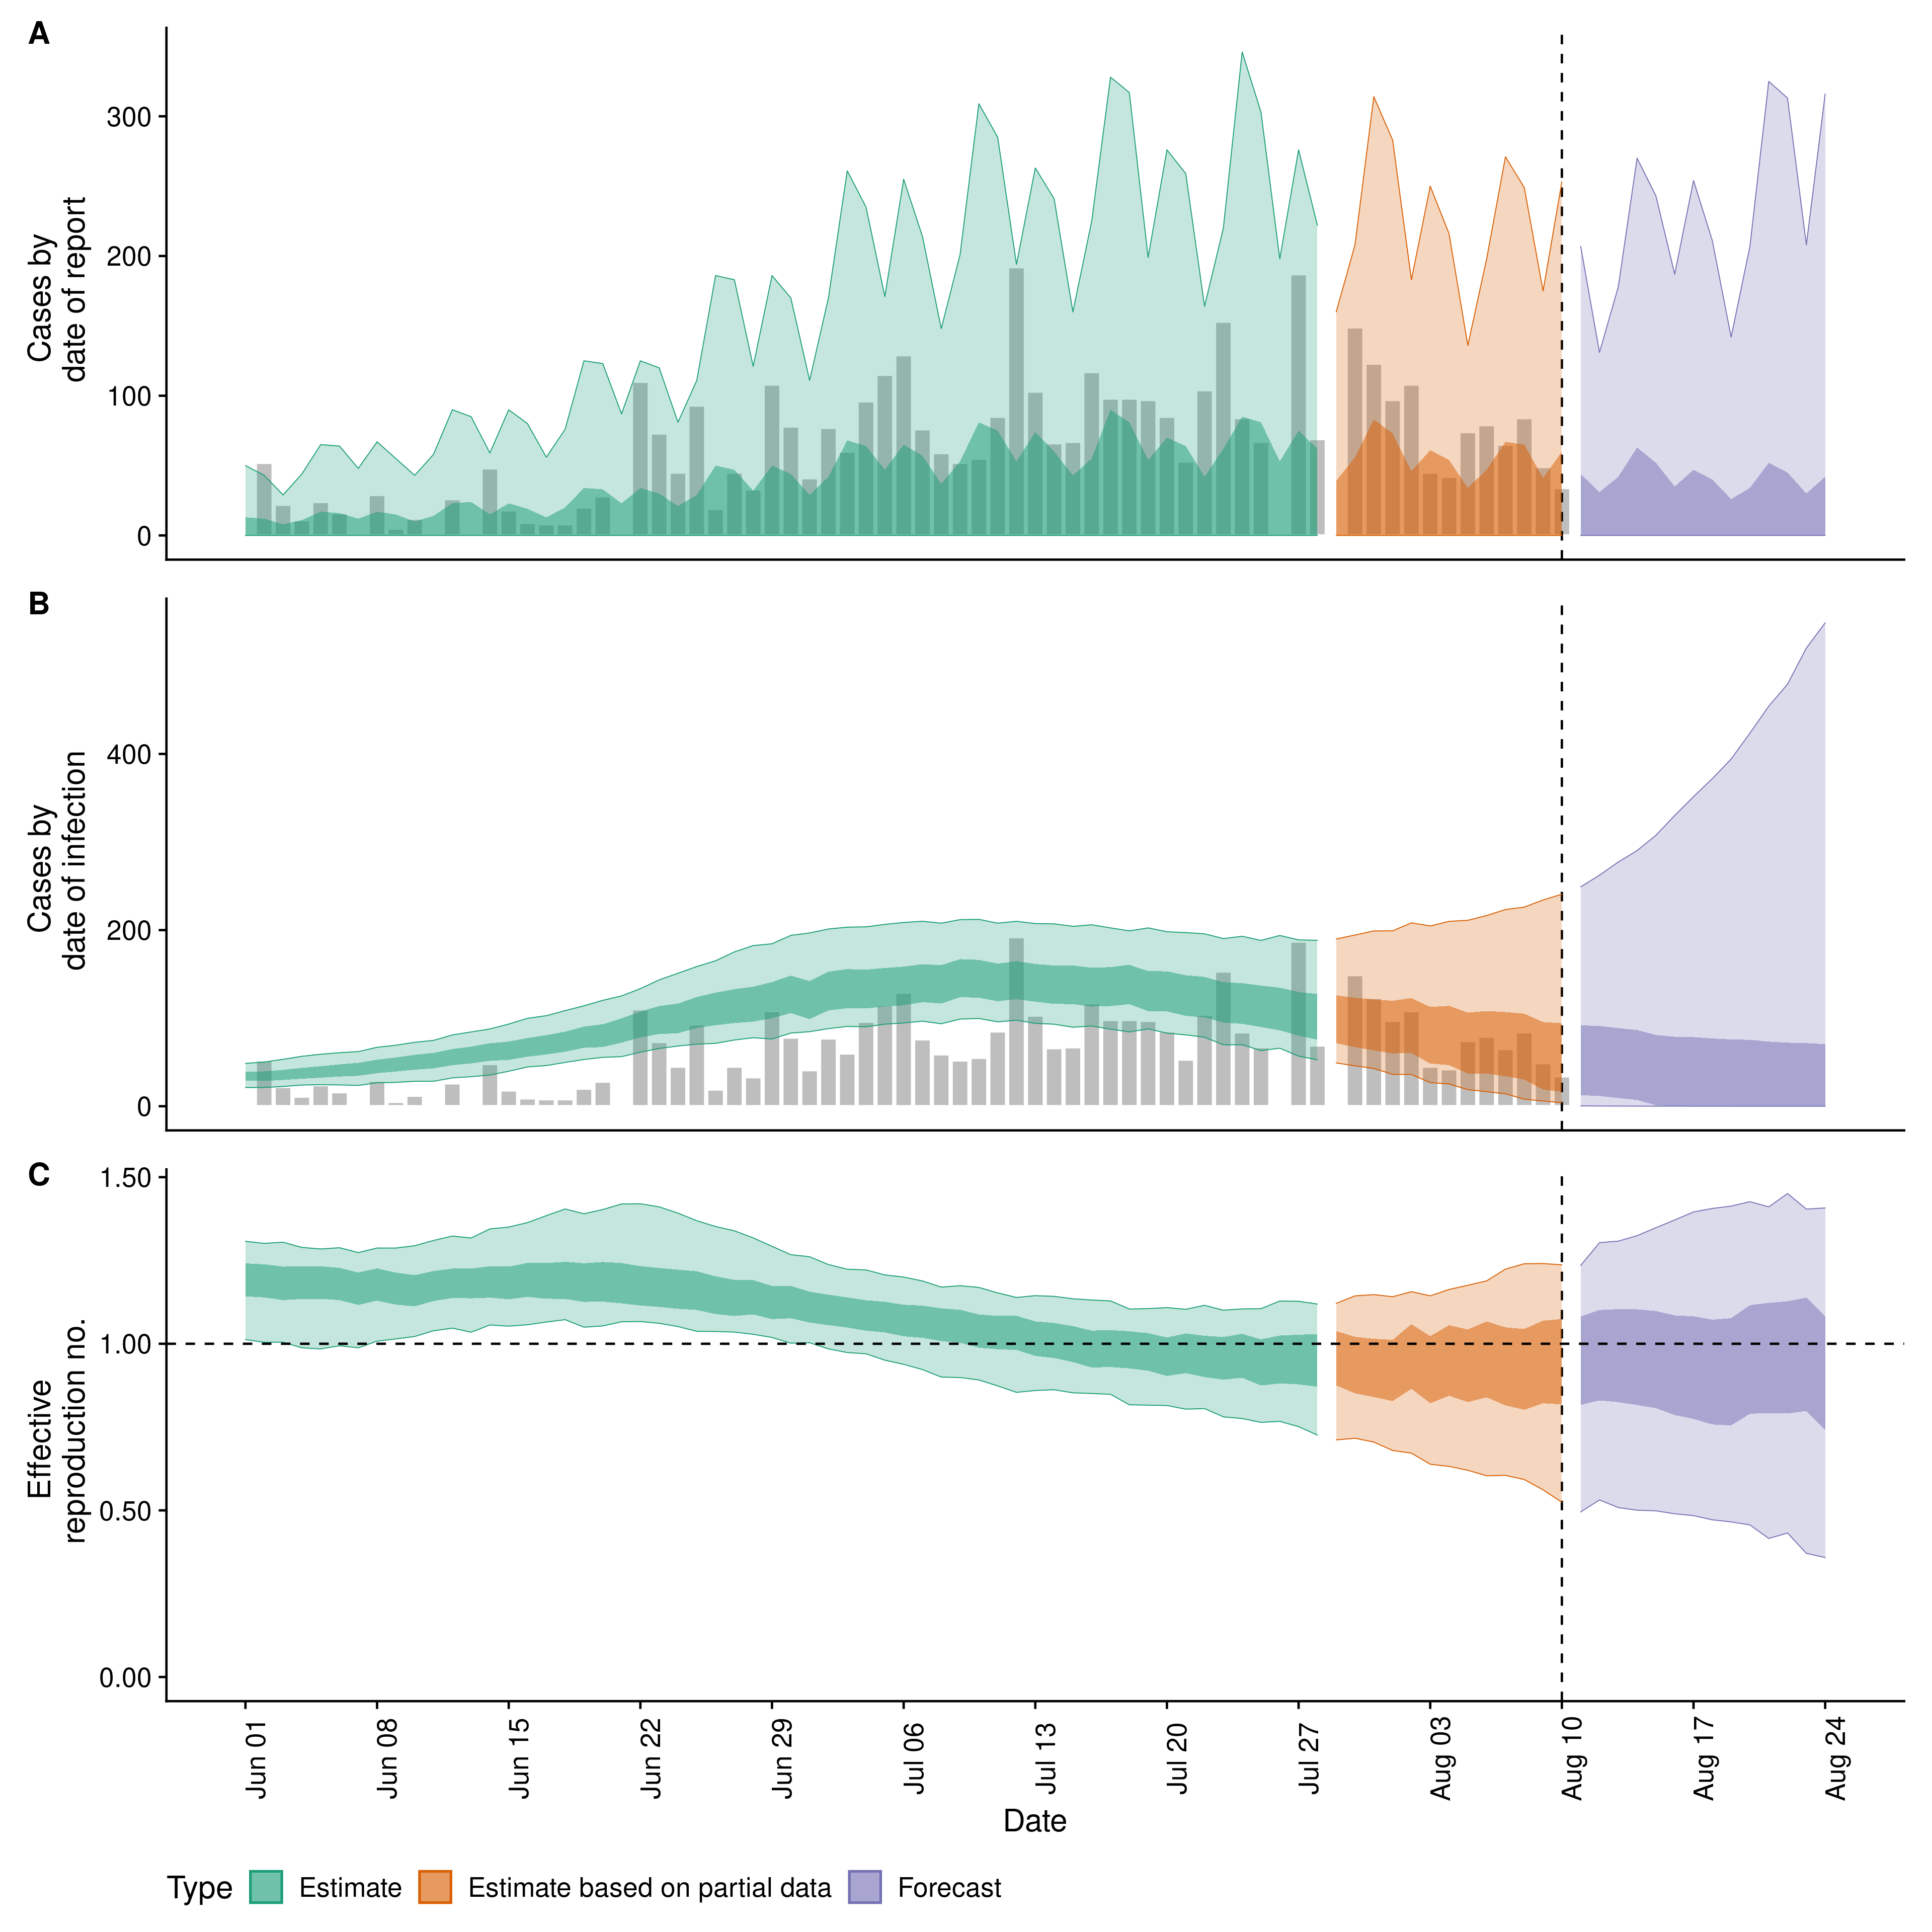 A
Cases by
date of report
300
200
100
0
B
Cases by
date of infection
400
200
0
C
Effective
reproduction no.
1.50
1.00
0.50
0.00
Jun 01
Jun 08
Jun 15
Jun 22
Jun 29
Jul 06
Jul 13
Jul 20
Jul 27
Aug 03
Aug 10
Aug 17
Aug 24
Date
Type Estimate Estimate based on partial data Forecast